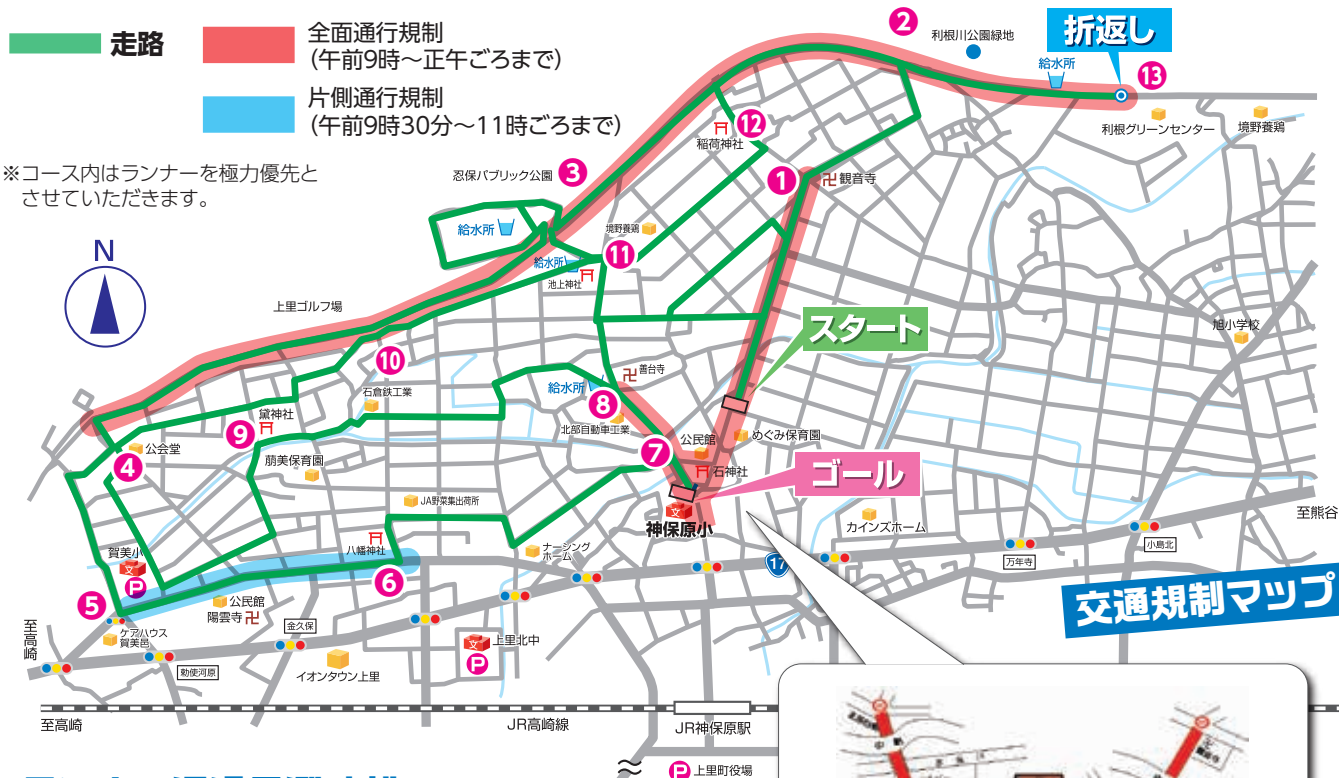 走路
全面通行規制
(午前9時～正午ごろまで)
片側通行規制
(午前9時30分～11時ごろまで)
※コース内はランナーを極力優先と
させていただきます。
N
2
利根川公園緑地
折返し
給水所
13
利根グリーンセンター
境野養鶏
12
稲荷神社
忍保パブリック公園
3
1
観音寺
給水所
境野養鶏
11
給水所
池上神社
上里ゴルフ場
スタート
旭小学校
10
石倉鉄工業
善台寺
給水所
8
北部自動車工業
黛神社
9
公会堂
4
朋美保育園
7
公民館
めぐみ保育園
石神社
ゴール
JA野菜集出荷所
文
神保原小
カインズホーム
至熊谷
八幡神社
ナーシング
ホーム
小島北
万年寺
17
賀美小
文
P
6
5
公民館
陽雲寺
交通規制マップ
至高崎
ケアハウス
賀美邑
金久保
文
上里北中
P
勅使河原
イオンタウン上里
至高崎
JR高崎線
JR神保原駅
P
上里町役場